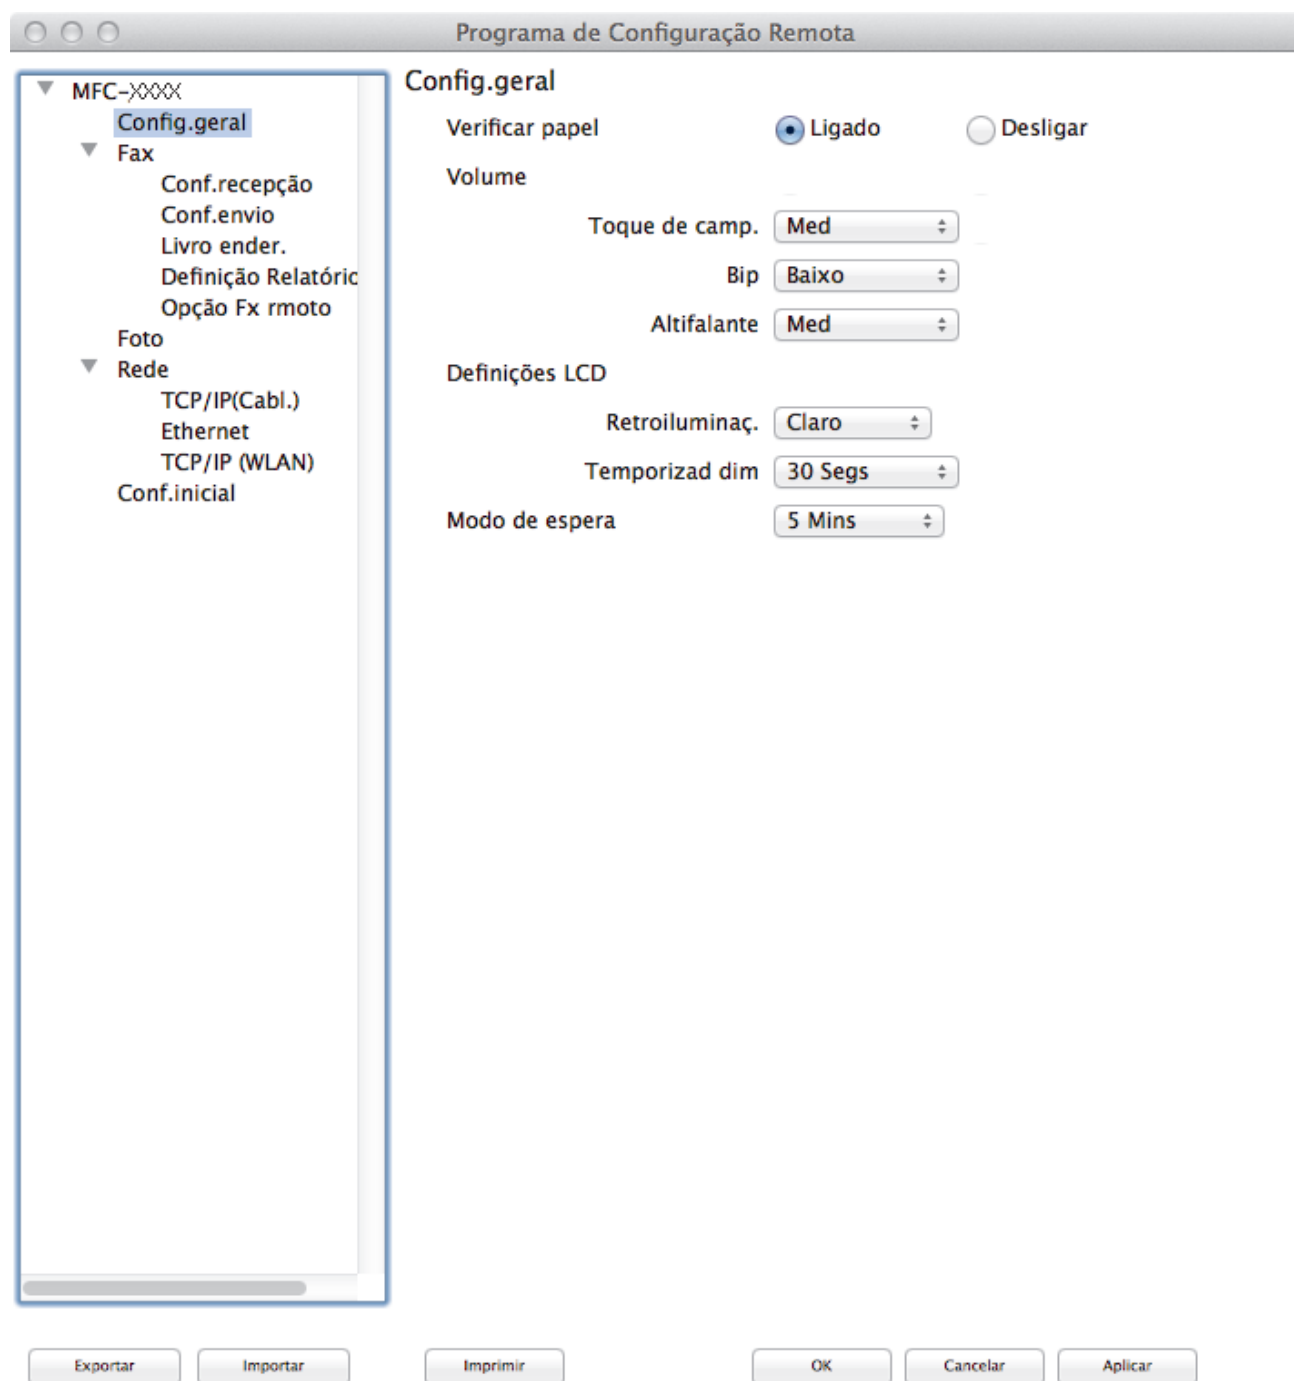 Programa de Configuração Remota
MFC-XXXX
Config.geral
Fax
Conf.recepção
Conf.envio
Livro ender.
Definição Relatóric
Opção Fx rmoto
Foto
Rede
TCP/IP(Cabl.)
Ethernet
TCP/IP (WLAN)
Conf.inicial
Config.geral
Verificar papel Ligado Desligar
Volume
Toque de camp. Med
Bip Baixo
Altifalante Med
Definições LCD
Retroiluminaç. Claro
Temporizad dim 30 Segs
Modo de espera 5 Mins
Exportar Importar Imprimir OK Cancelar Aplicar